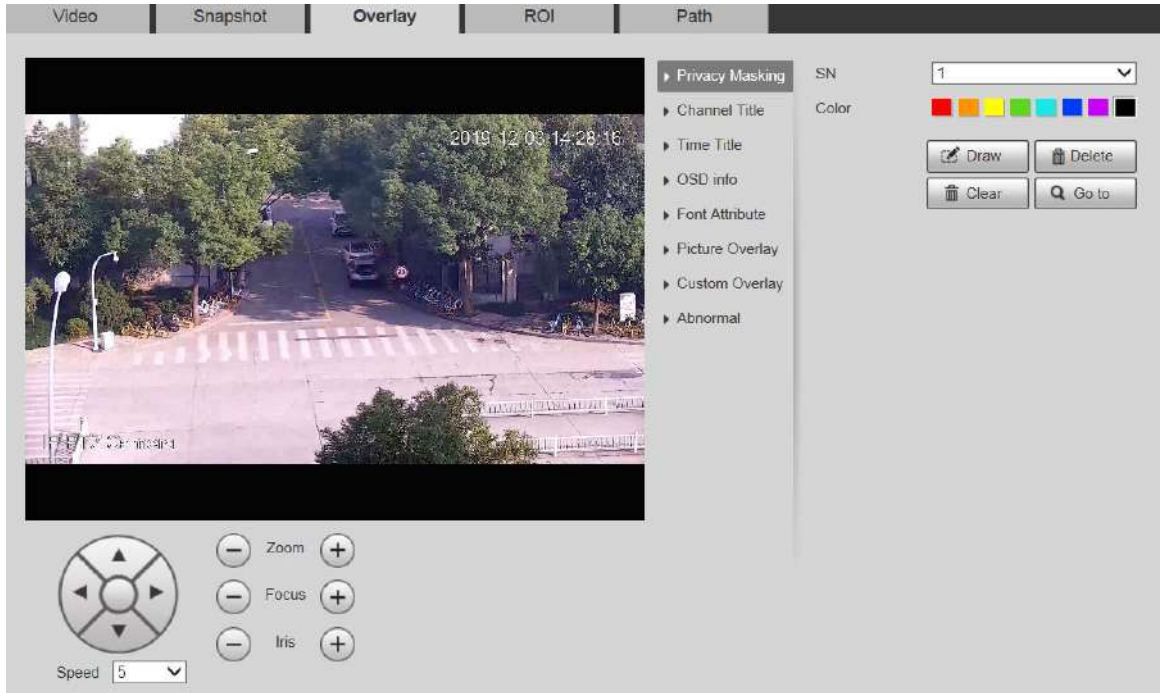 Video Snapshot Overlay ROI Path
Privacy Masking
Channel Title
Time Title
OSD info
Font Attribute
Picture Overlay
Custom Overlay
Abnormal
SN 1
Color
Draw Delete
Clear Go to
2019-12-03 14:28:16
Zoom
Focus
Iris
Speed 5